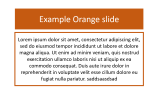 Example Orange slide
Lorem ipsum dolor sit amet, consectetur adipiscing elit, sed do eiusmod tempor incididunt ut labore et dolore magna aliqua. Ut enim ad minim veniam, quis nostrud exercitation ullamco laboris nisi ut aliquip ex ea commodo consequat. Duis aute irure dolor in reprehenderit in voluptate velit esse cillum dolore eu fugiat nulla pariatur.